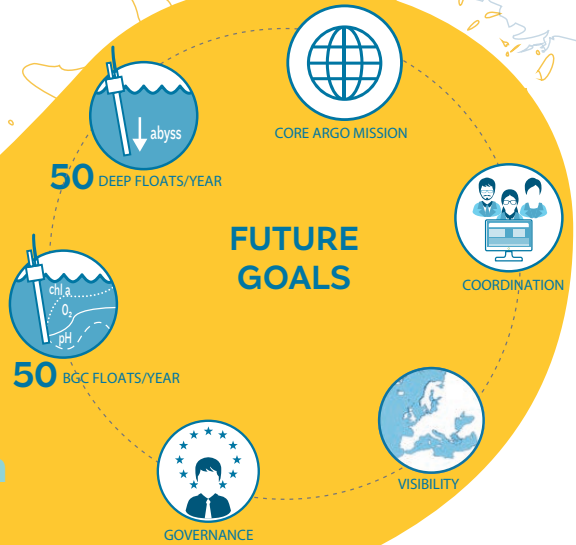 CORE ARGO MISSION
abyss
50 DEEP FLOATS/YEAR
FUTURE
GOALS
COORDINATION
chl a
O₂
pH
50 BGC FLOATS/YEAR
VISIBILITY
GOVERNANCE